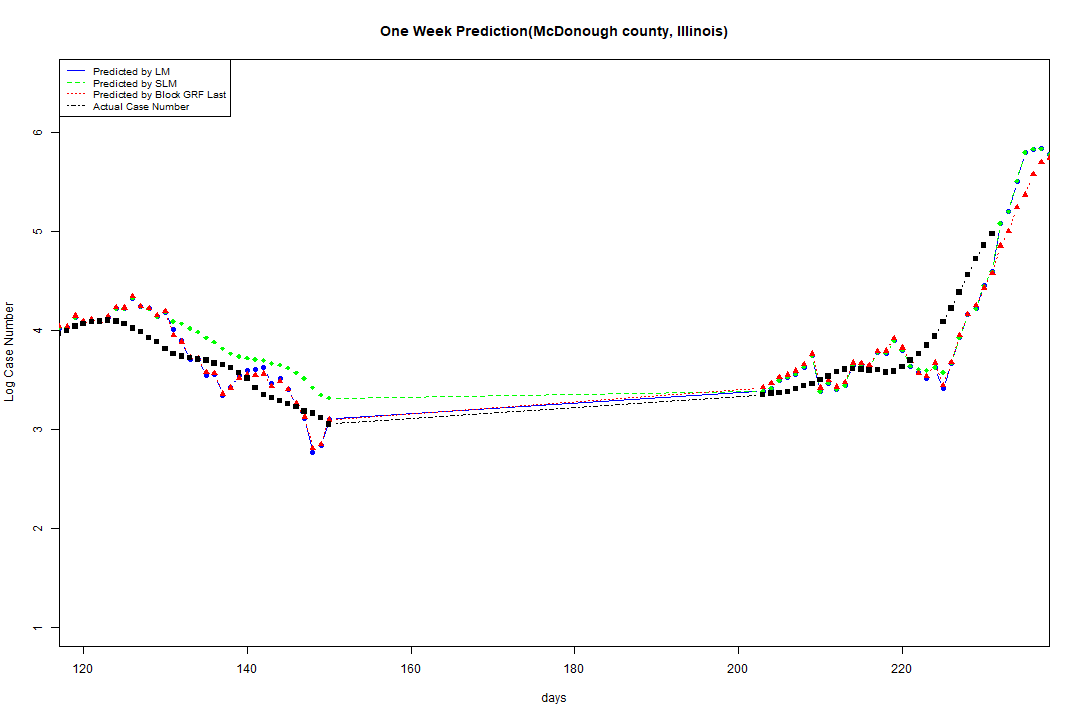 One Week Prediction(McDonough county, Illinois)
Predicted by LM
Predicted by SLM
Predicted by Block GRF Last
Actual Case Number
6
5
4
3
2
1
Log Case Number
120 140 160 180 200 220
days